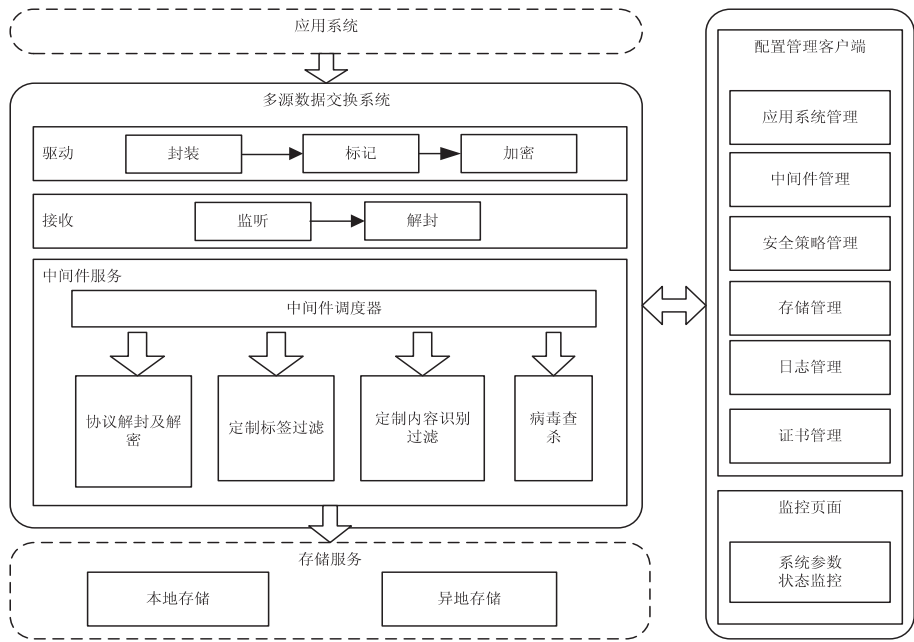 应用系统
多源数据交换系统
驱动
封装
标记
加密
接收
监听
解封
中间件服务
中间件调度器
协议解封及解
密
定制标签过滤
定制内容识别
过滤
病毒查
杀
存储服务
本地存储
异地存储
配置管理客户端
应用系统管理
中间件管理
安全策略管理
存储管理
日志管理
证书管理
监控页面
系统参数
状态监控